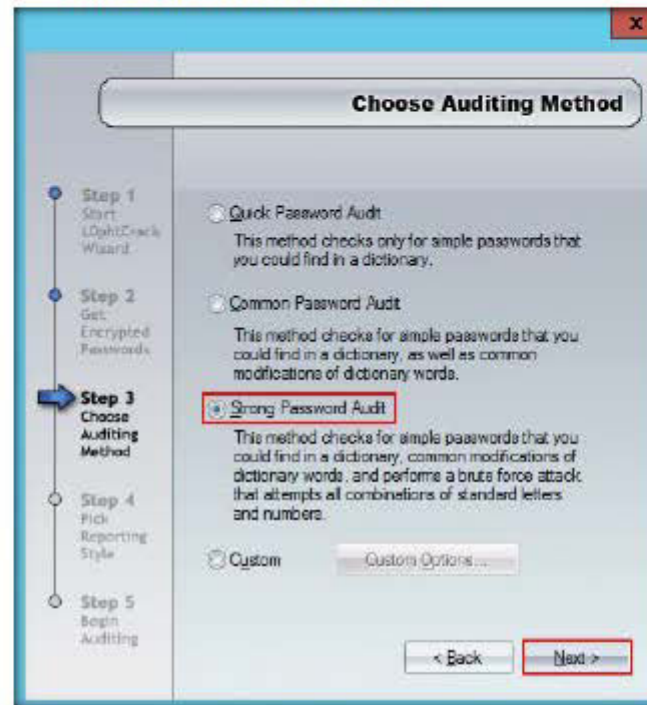 x
Choose Auditing Method
Step 1
Start
L0phtCrack
Wizard
Step 2
Get
Encrypted
Passwords
Step 3
Choose
Auditing
Method
Step 4
Pick
Reporting
Style
Step 5
Begin
Auditing
Quick Password Audit
This method checks only for simple passwords that
you could find in a dictionary.
Common Password Audit
This method checks for simple passwords that you
could find in a dictionary, as well as common
modifications of dictionary words.
Strong Password Audit
This method checks for simple passwords that you
could find in a dictionary, common modifications of
dictionary words, and performs a brute force attack
that attempts all combinations of standard letters
and numbers.
Custom
Custom Options...
< Back
Next >